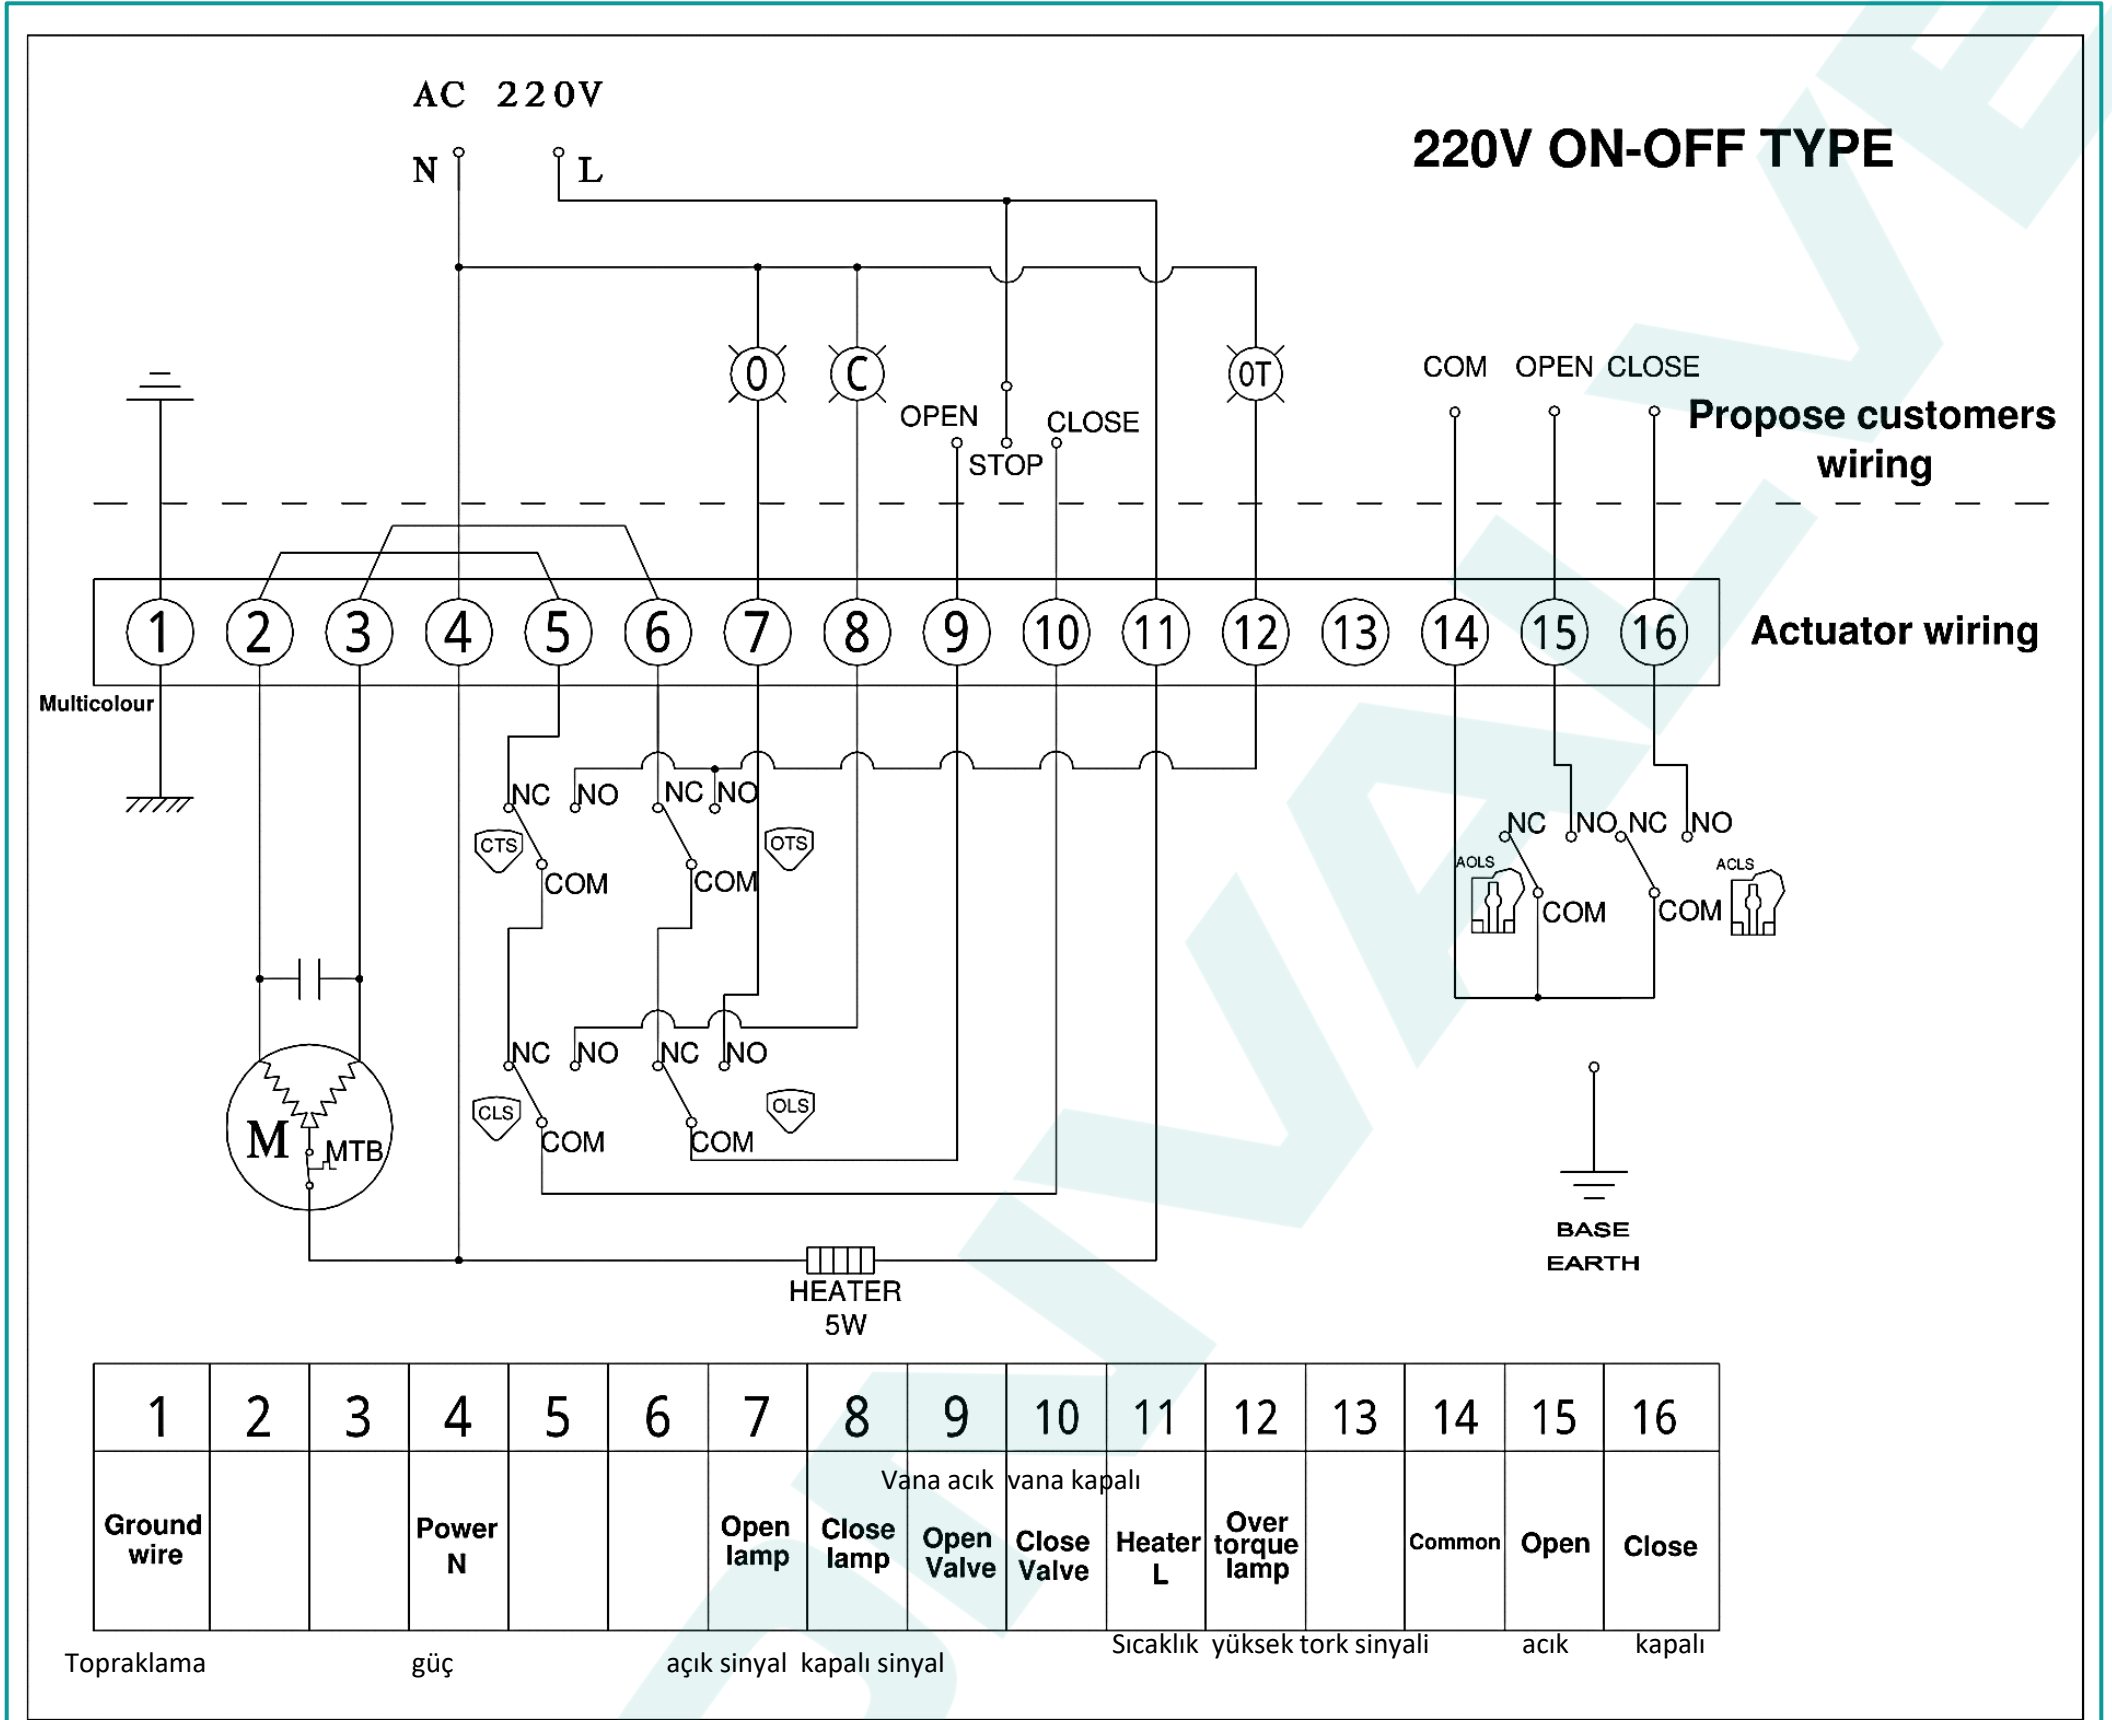 AC 220V
N L
220V ON-OFF TYPE
O C OT
COM OPEN CLOSE
OPEN CLOSE
STOP
Propose customers
wiring
1 2 3 4 5 6 7 8 9 10 11 12 13 14 15 16
Actuator wiring
Multicolour
NC NO NC NO
CTS OTS
COM COM
NC NO NC NO
AOLS ACLS
COM COM
NC NO NC NO
CLS OLS
COM COM
M MTB
HEATER
5W
BASE
EARTH
1 2 3 4 5 6 7 8 9 10 11 12 13 14 15 16
Vana acık vana kapalı
Ground
wire
Power
N
Open
lamp
Close
lamp
Open
Valve
Close
Valve
Heater
L
Over
torque
lamp
Common
Open
Close
Topraklama güç açık sinyal kapalı sinyal Sıcaklık yüksek tork sinyali acık kapalı